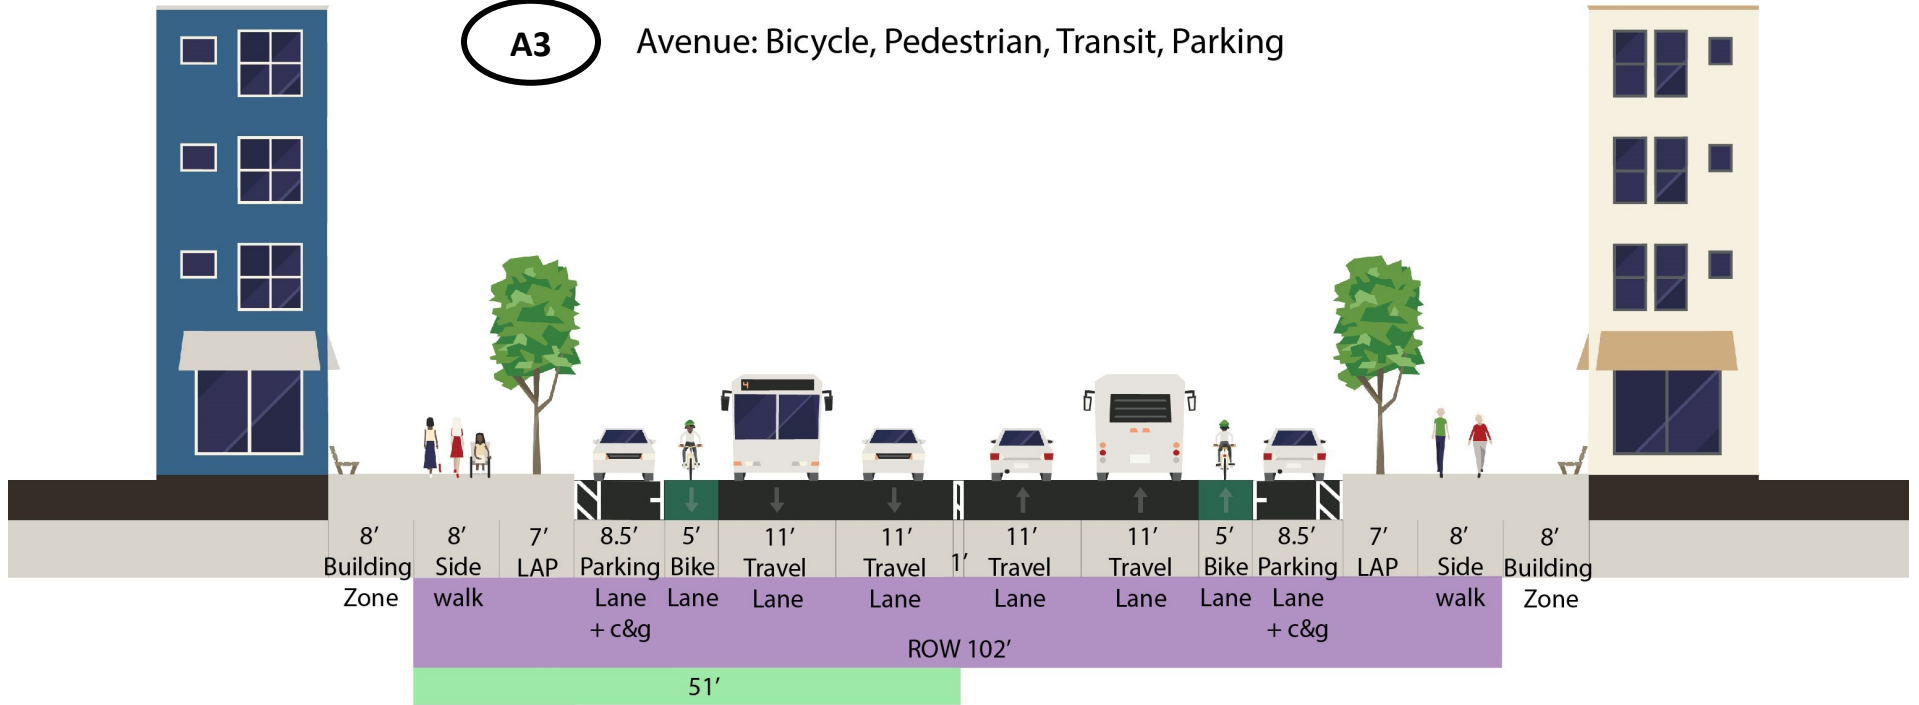 A3
Avenue: Bicycle, Pedestrian, Transit, Parking
4
8’ 8’ 7’ 8.5’ 5’ 11’ 11’ 11’ 11’ 5’ 8.5’ 7’ 8’ 8’
1’
Building Side LAP Parking Bike Travel Travel Travel Travel Bike Parking LAP Side Building
Zone walk Lane Lane Lane Lane Lane Lane Lane Lane walk Zone
+ c&g + c&g
ROW 102’
51’